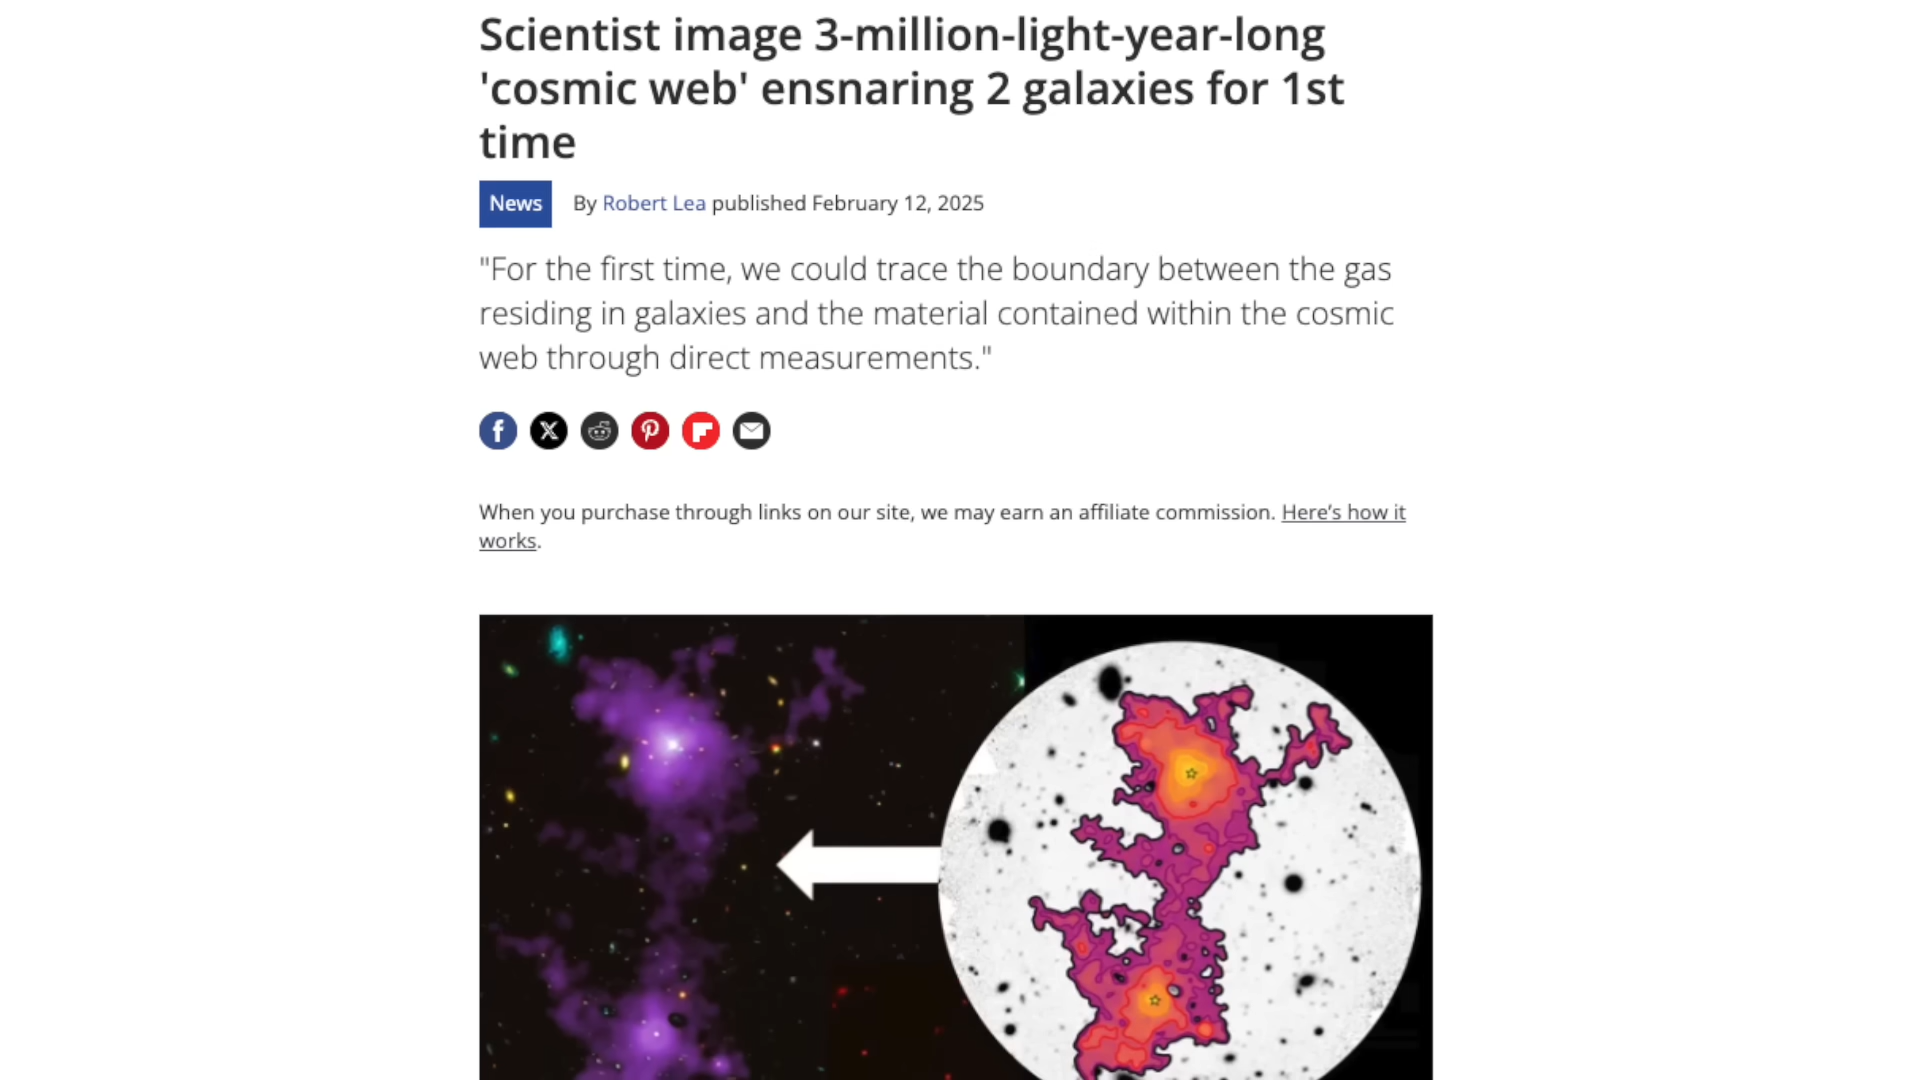 Scientist image 3-million-light-year-long
'cosmic web' ensnaring 2 galaxies for 1st
time
News By Robert Lea published February 12, 2025
"For the first time, we could trace the boundary between the gas
residing in galaxies and the material contained within the cosmic
web through direct measurements."
When you purchase through links on our site, we may earn an affiliate commission. Here’s how it
works.